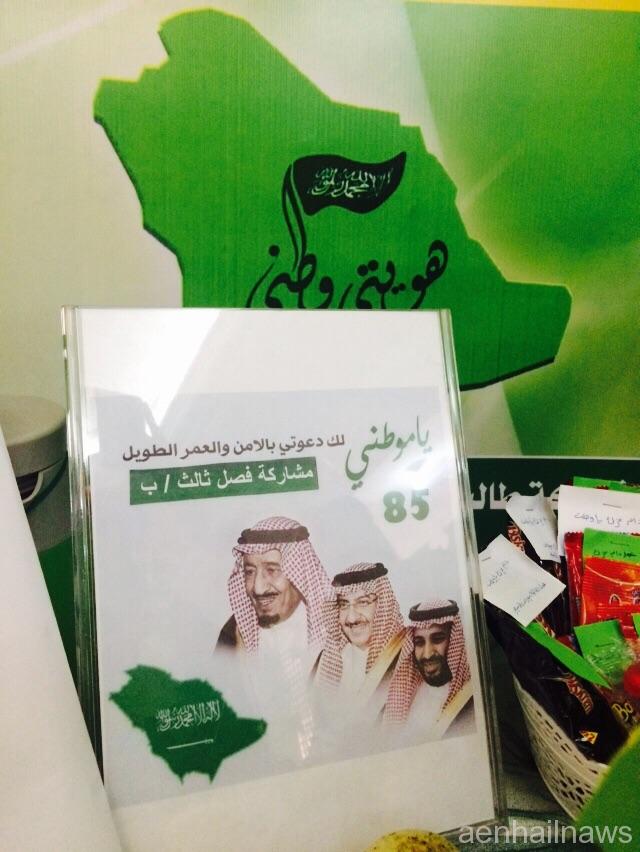 لا إله إلا الله محمد رسول الله
هويتي وطني
ياموطني
لك دعوتي بالامن والعمر الطويل
مشاركة فصل ثالث / ب
85
لا إله إلا الله محمد رسول الله
aenhailnaws